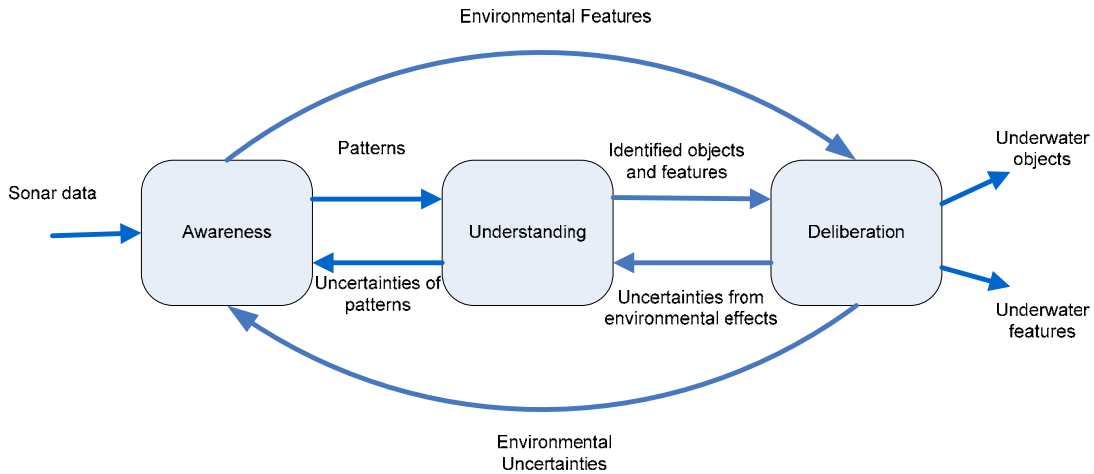 Environmental Features
Patterns
Identified objects
and features
Underwater
objects
Sonar data
Awareness
Understanding
Deliberation
Uncertainties of
patterns
Uncertainties from
environmental effects
Underwater
features
Environmental
Uncertainties